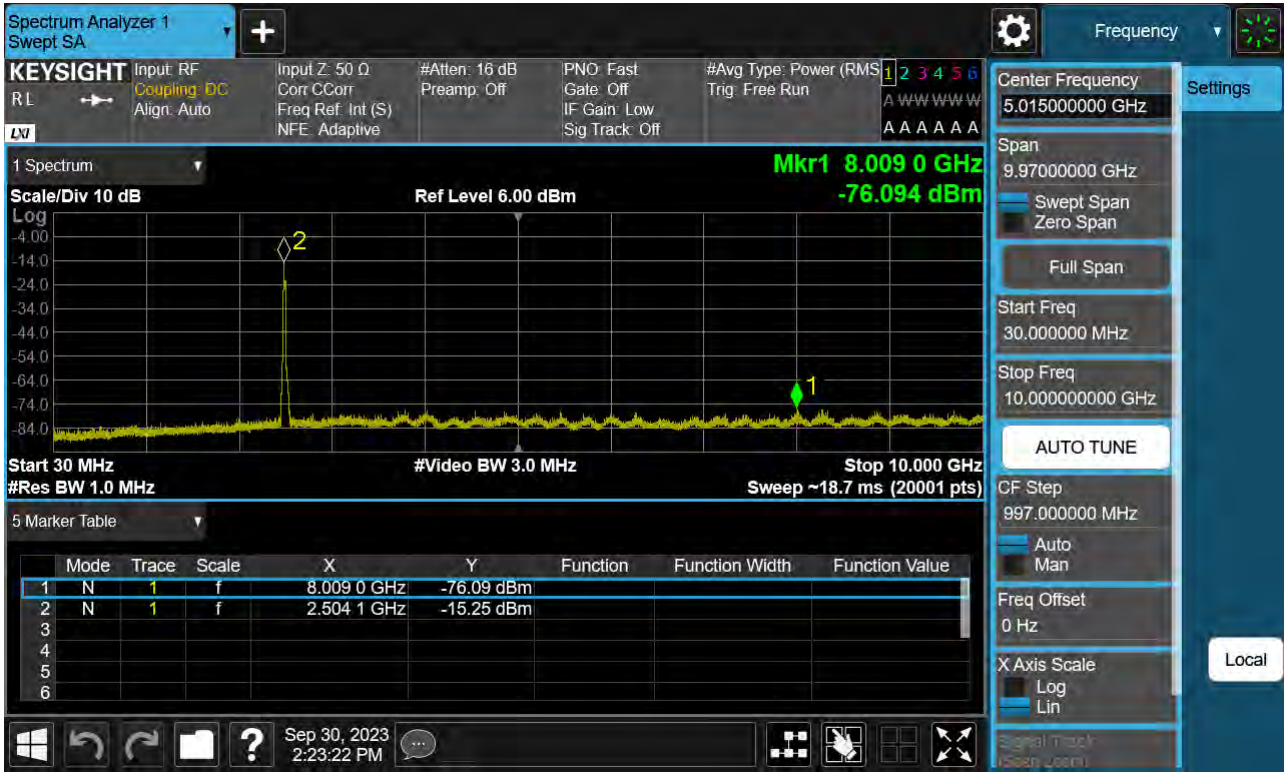 Spectrum Analyzer 1
Swept SA
+
Frequency
KEYSIGHT
RL
LXI
Input: RF
Coupling: DC
Align: Auto
Input Z: 50 Ω
Corr CCorr
Freq Ref: Int (S)
NFE: Adaptive
#Atten: 16 dB
Preamp: Off
PNO: Fast
Gate: Off
IF Gain: Low
Sig Track: Off
#Avg Type: Power (RMS
Trig: Free Run
1 2 3 4 5 6
A W W W W W
A A A A A A
1 Spectrum
Mkr1 8.009 0 GHz
Scale/Div 10 dB
Ref Level 6.00 dBm
-76.094 dBm
Log
-4.00
-14.0
-24.0
-34.0
-44.0
-54.0
-64.0
-74.0
-84.0
2
1
Start 30 MHz
#Video BW 3.0 MHz
Stop 10.000 GHz
#Res BW 1.0 MHz
Sweep ~18.7 ms (20001 pts)
5 Marker Table
Mode Trace Scale X Y Function Function Width Function Value
1 N 1 f 8.009 0 GHz -76.09 dBm
2 N 1 f 2.504 1 GHz -15.25 dBm
3
4
5
6
Sep 30, 2023
2:23:22 PM
?
Center Frequency
5.015000000 GHz
Settings
Span
9.97000000 GHz
Swept Span
Zero Span
Full Span
Start Freq
30.000000 MHz
Stop Freq
10.000000000 GHz
AUTO TUNE
CF Step
997.000000 MHz
Auto
Man
Freq Offset
0 Hz
X Axis Scale
Log
Lin
Local
Signal Track
(Span Zoom)